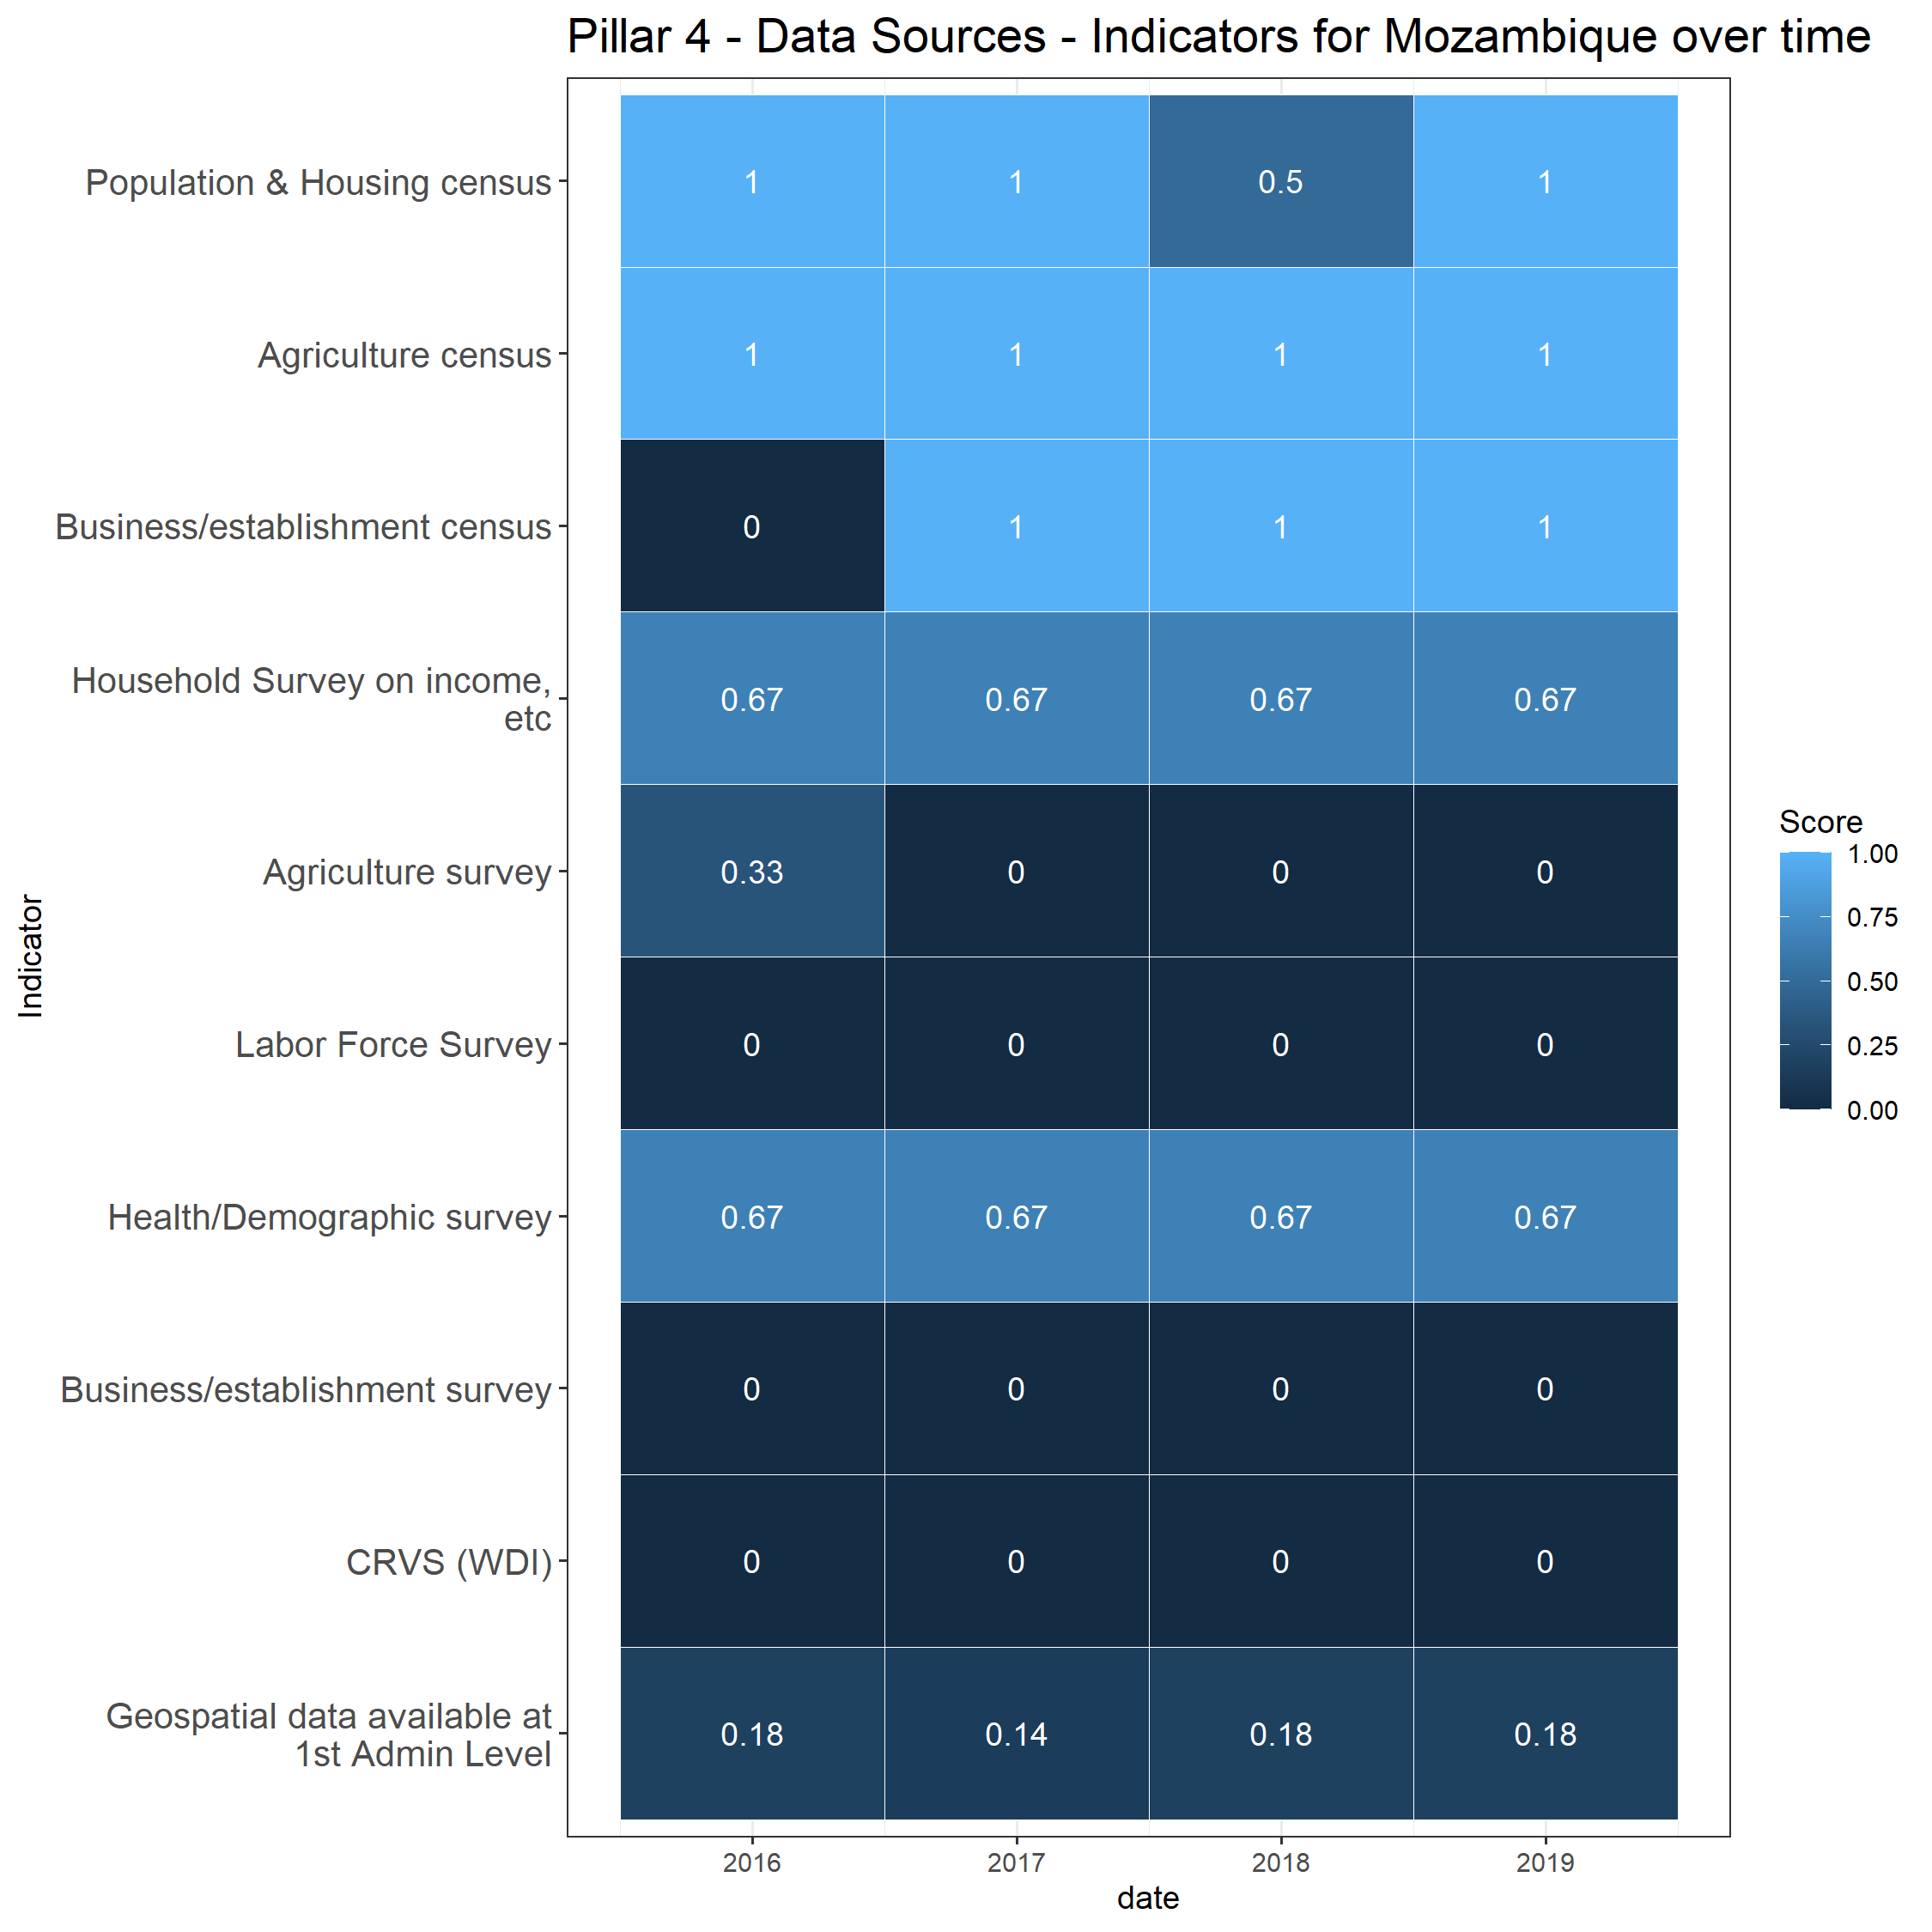 Pillar 4 - Data Sources - Indicators for Mozambique over time
Population & Housing census
1 1 0.5 1
Agriculture census
1 1 1 1
Business/establishment census
0 1 1 1
Household Survey on income,
etc
0.67 0.67 0.67 0.67
Agriculture survey
0.33 0 0 0
Labor Force Survey
0 0 0 0
Health/Demographic survey
0.67 0.67 0.67 0.67
Business/establishment survey
0 0 0 0
CRVS (WDI)
0 0 0 0
Geospatial data available at
1st Admin Level
0.18 0.14 0.18 0.18
2016 2017 2018 2019
date
Indicator
Score
1.00
0.75
0.50
0.25
0.00